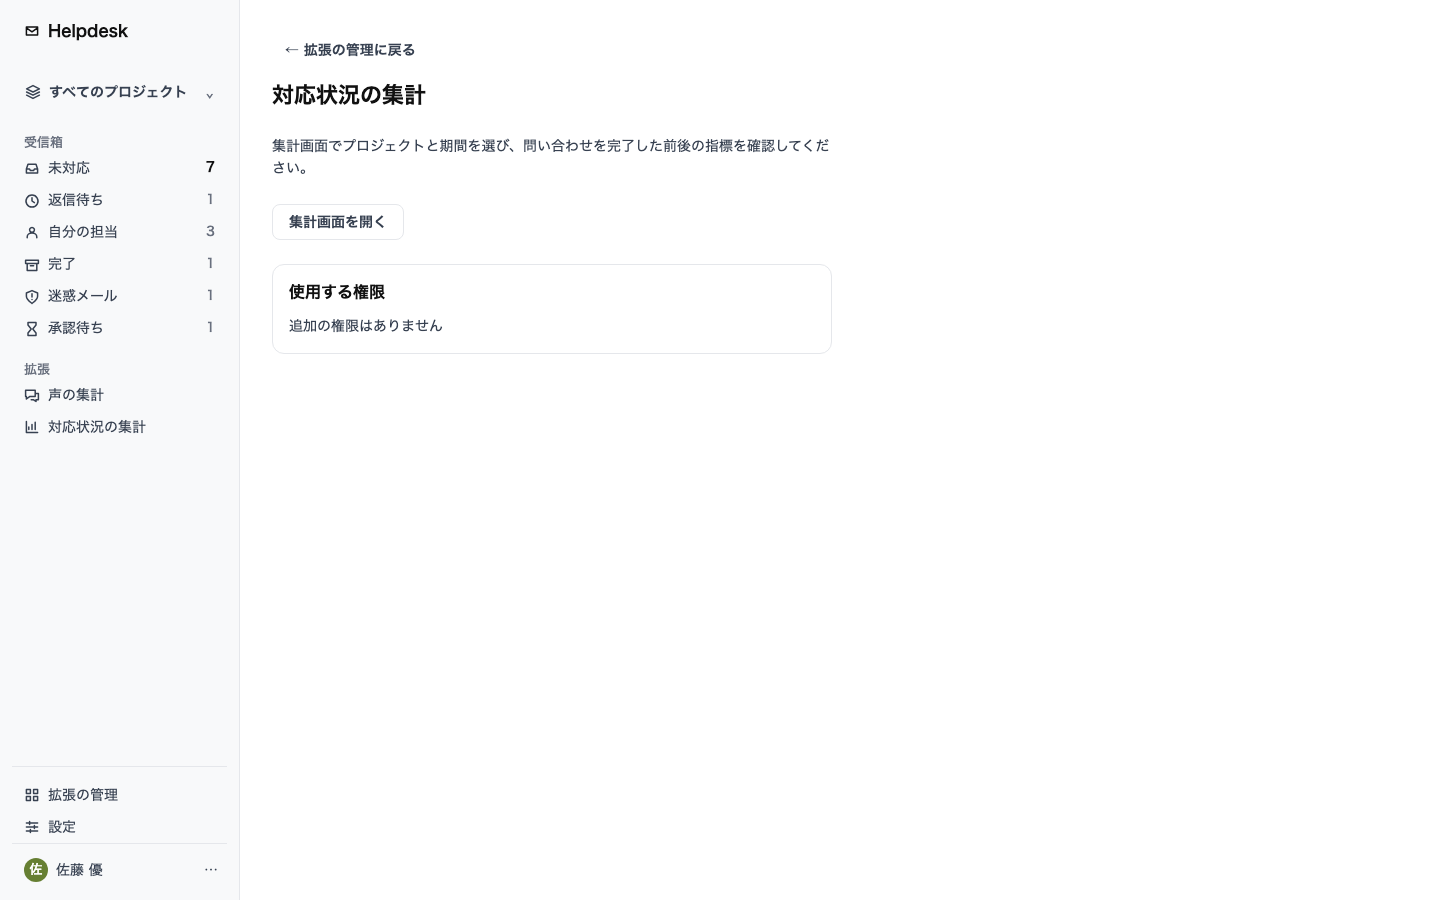 Helpdesk
すべてのプロジェクト
受信箱
未対応 7
返信待ち 1
自分の担当 3
完了 1
迷惑メール 1
承認待ち 1
拡張
声の集計
対応状況の集計
拡張の管理
設定
佐 佐藤 優 …
← 拡張の管理に戻る
対応状況の集計
集計画面でプロジェクトと期間を選び、問い合わせを完了した前後の指標を確認してくだ
さい。
集計画面を開く
使用する権限
追加の権限はありません